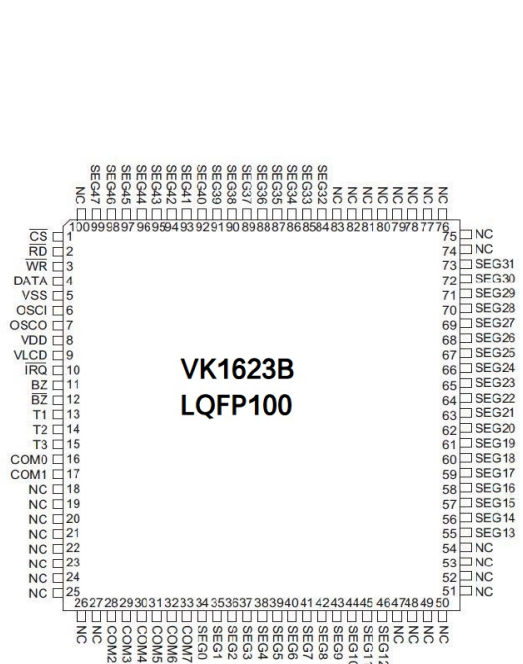 NC SEG47 SEG46 SEG45 SEG44 SEG43 SEG42 SEG41 SEG40 SEG39 SEG38 SEG37 SEG36 SEG35 SEG34 SEG33 SEG32 NC NC NC NC NC NC NC NC
100 99 98 97 96 95 94 93 92 91 90 89 88 87 86 85 84 83 82 81 80 79 78 77 76
CS 1
RD 2
WR 3
DATA 4
VSS 5
OSCI 6
OSCO 7
VDD 8
VLCD 9
IRQ 10
BZ 11
BZ 12
T1 13
T2 14
T3 15
COM0 16
COM1 17
NC 18
NC 19
NC 20
NC 21
NC 22
NC 23
NC 24
NC 25
VK1623B
LQFP100
75 NC
74 NC
73 SEG31
72 SEG30
71 SEG29
70 SEG28
69 SEG27
68 SEG26
67 SEG25
66 SEG24
65 SEG23
64 SEG22
63 SEG21
62 SEG20
61 SEG19
60 SEG18
59 SEG17
58 SEG16
57 SEG15
56 SEG14
55 SEG13
54 NC
53 NC
52 NC
51 NC
26 27 28 29 30 31 32 33 34 35 36 37 38 39 40 41 42 43 44 45 46 47 48 49 50
NC NC COM2 COM3 COM4 COM5 COM6 COM7 SEG0 SEG1 SEG2 SEG3 SEG4 SEG5 SEG6 SEG7 SEG8 SEG9 SEG10 SEG11 SEG12 NC NC NC NC